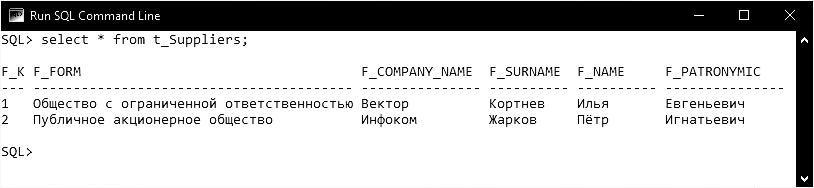 Run SQL Command Line
SQL> select * from t_Suppliers;
F_K F_FORM F_COMPANY_NAME F_SURNAME F_NAME F_PATRONYMIC
--- ---------------------------------------- -------------- ---------- ---------- ---------------
1 Общество с ограниченной ответственностью Вектор Кортнев Илья Евгеньевич
2 Публичное акционерное общество Инфоком Жарков Пётр Игнатьевич
SQL>